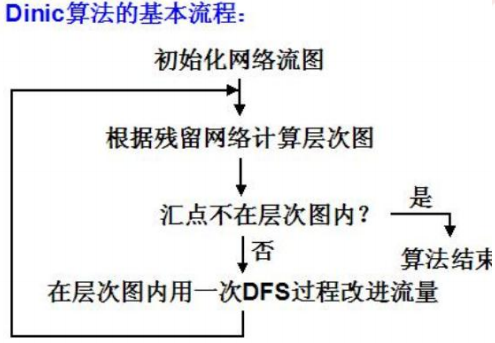 Dinic算法的基本流程：
初始化网络流图
根据残留网络计算层次图
汇点不在层次图内？
是
否
算法结束
在层次图内用一次DFS过程改进流量